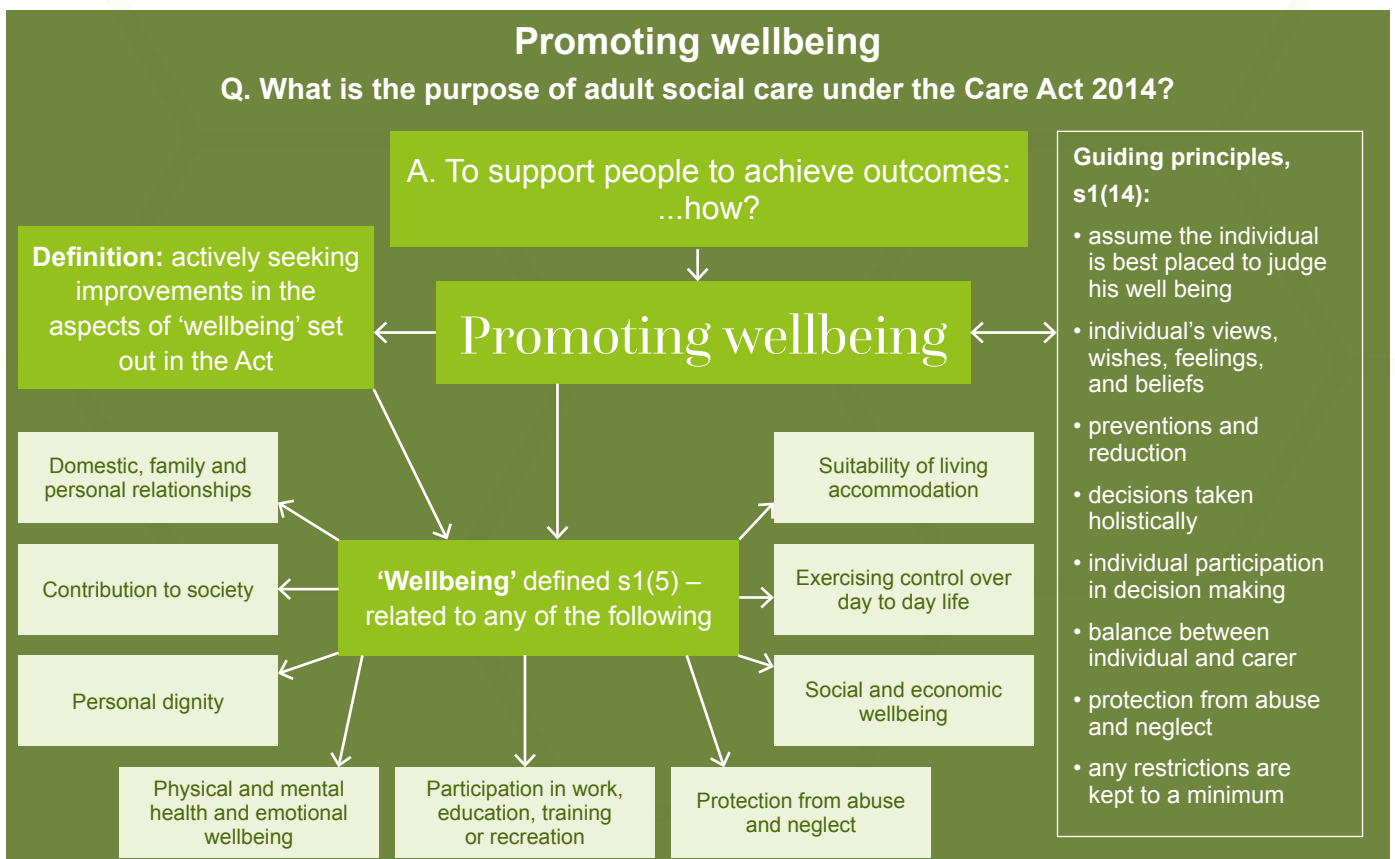 Promoting wellbeing
Q. What is the purpose of adult social care under the Care Act 2014?
A. To support people to achieve outcomes:
...how?
Definition: actively seeking
improvements in the
aspects of ‘wellbeing’ set
out in the Act
Promoting wellbeing
Domestic, family and
personal relationships
Contribution to society
Personal dignity
Physical and mental
health and emotional
wellbeing
Participation in work,
education, training
or recreation
Protection from abuse
and neglect
‘Wellbeing’ defined s1(5) –
related to any of the following
Suitability of living
accommodation
Exercising control over
day to day life
Social and economic
wellbeing
Guiding principles,
s1(14):
• assume the individual
is best placed to judge
his well being
• individual’s views,
wishes, feelings,
and beliefs
• preventions and
reduction
• decisions taken
holistically
• individual participation
in decision making
• balance between
individual and carer
• protection from abuse
and neglect
• any restrictions are
kept to a minimum